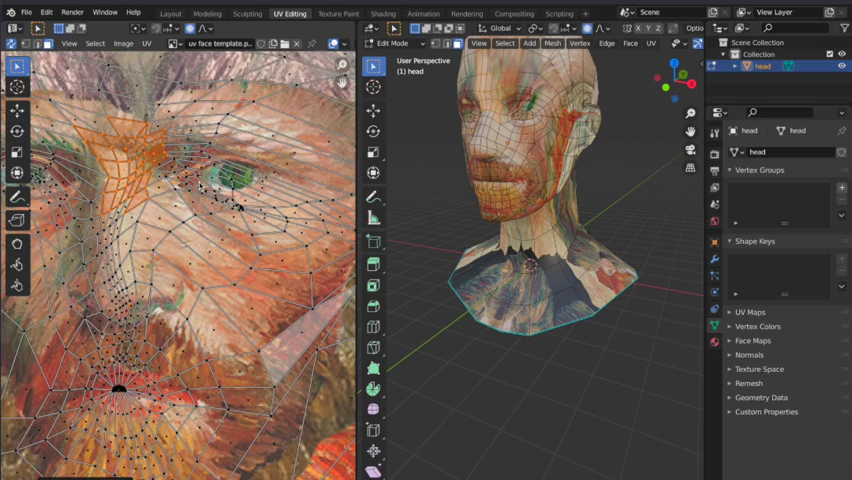 File Edit Render Window Help Layout Modeling Sculpting UV Editing Texture Paint Shading Animation Rendering Compositing Scripting Scene View Layer
Global Optio
View Select Image UV uv face template.p... Edit Mode View Select Add Mesh Vertex Edge Face UV
User Perspective
(1) head
Scene Collection
Collection
head
head head
head
Vertex Groups
Shape Keys
UV Maps
Vertex Colors
Face Maps
Normals
Texture Space
Remesh
Geometry Data
Custom Properties